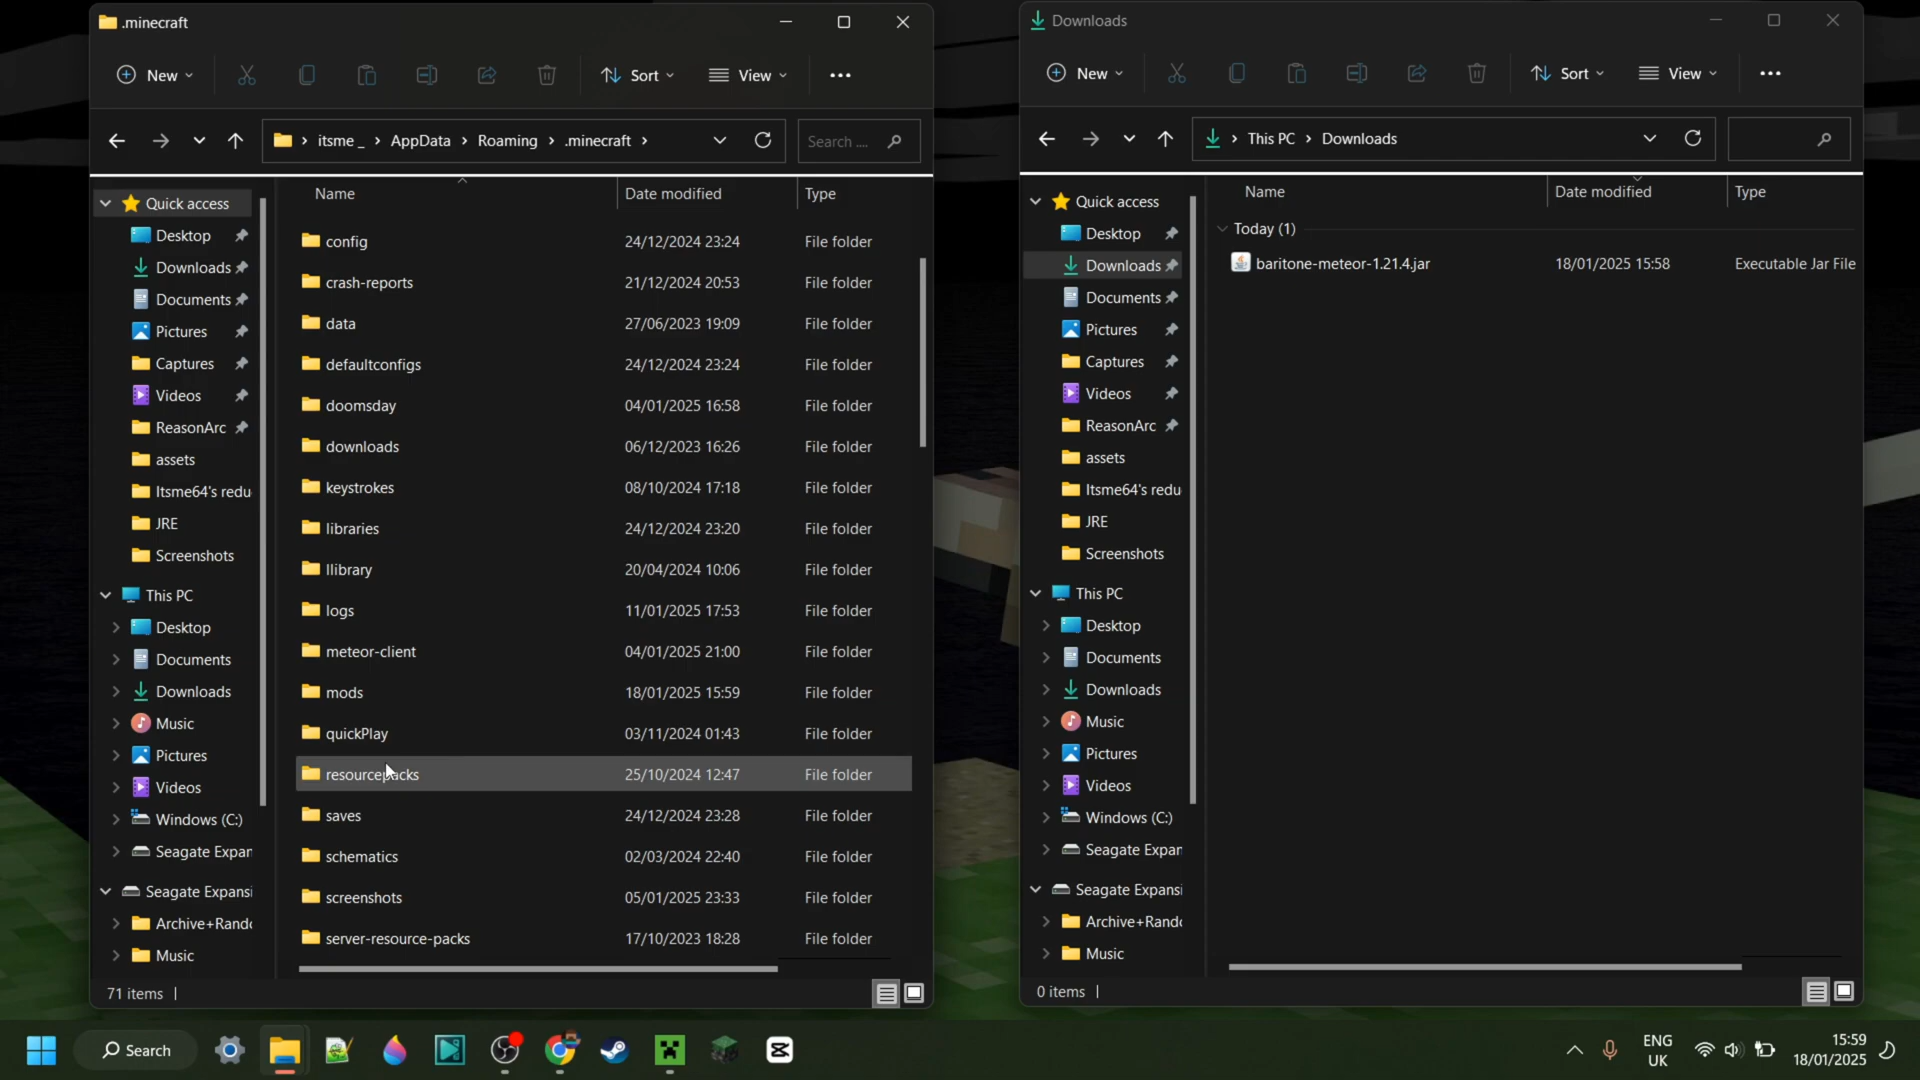 .minecraft
New
Sort
View
itsme _ > AppData > Roaming > .minecraft >
Search ....
Name
Date modified
Type
Quick access
Desktop
Downloads
Documents
Pictures
Captures
Videos
ReasonArc
assets
Itsme64's redu
JRE
Screenshots
This PC
Desktop
Documents
Downloads
Music
Pictures
Videos
Windows (C:)
Seagate Expan
Seagate Expansi
Archive+Rando
Music
config 24/12/2024 23:24 File folder
crash-reports 21/12/2024 20:53 File folder
data 27/06/2023 19:09 File folder
defaultconfigs 24/12/2024 23:24 File folder
doomsday 04/01/2025 16:58 File folder
downloads 06/12/2023 16:26 File folder
keystrokes 08/10/2024 17:18 File folder
libraries 24/12/2024 23:20 File folder
llibrary 20/04/2024 10:06 File folder
logs 11/01/2025 17:53 File folder
meteor-client 04/01/2025 21:00 File folder
mods 18/01/2025 15:59 File folder
quickPlay 03/11/2024 01:43 File folder
resourcepacks 25/10/2024 12:47 File folder
saves 24/12/2024 23:28 File folder
schematics 02/03/2024 22:40 File folder
screenshots 05/01/2025 23:33 File folder
server-resource-packs 17/10/2023 18:28 File folder
71 items
Downloads
New
Sort
View
> This PC > Downloads
Name
Date modified
Type
Quick access
Desktop
Downloads
Documents
Pictures
Captures
Videos
ReasonArc
assets
Itsme64's redu
JRE
Screenshots
This PC
Desktop
Documents
Downloads
Music
Pictures
Videos
Windows (C:)
Seagate Expan
Seagate Expansi
Archive+Rando
Music
Today (1)
baritone-meteor-1.21.4.jar 18/01/2025 15:58 Executable Jar File
0 items
Search
ENG
UK
15:59
18/01/2025